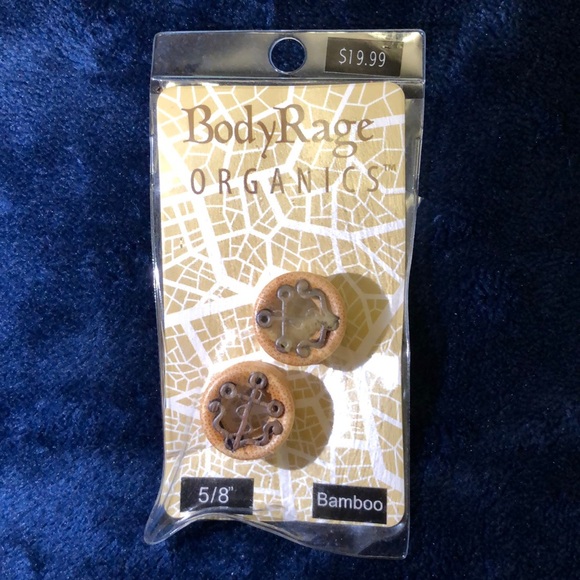 $19.99
BodyRage
ORGANICS™
5/8"
Bamboo